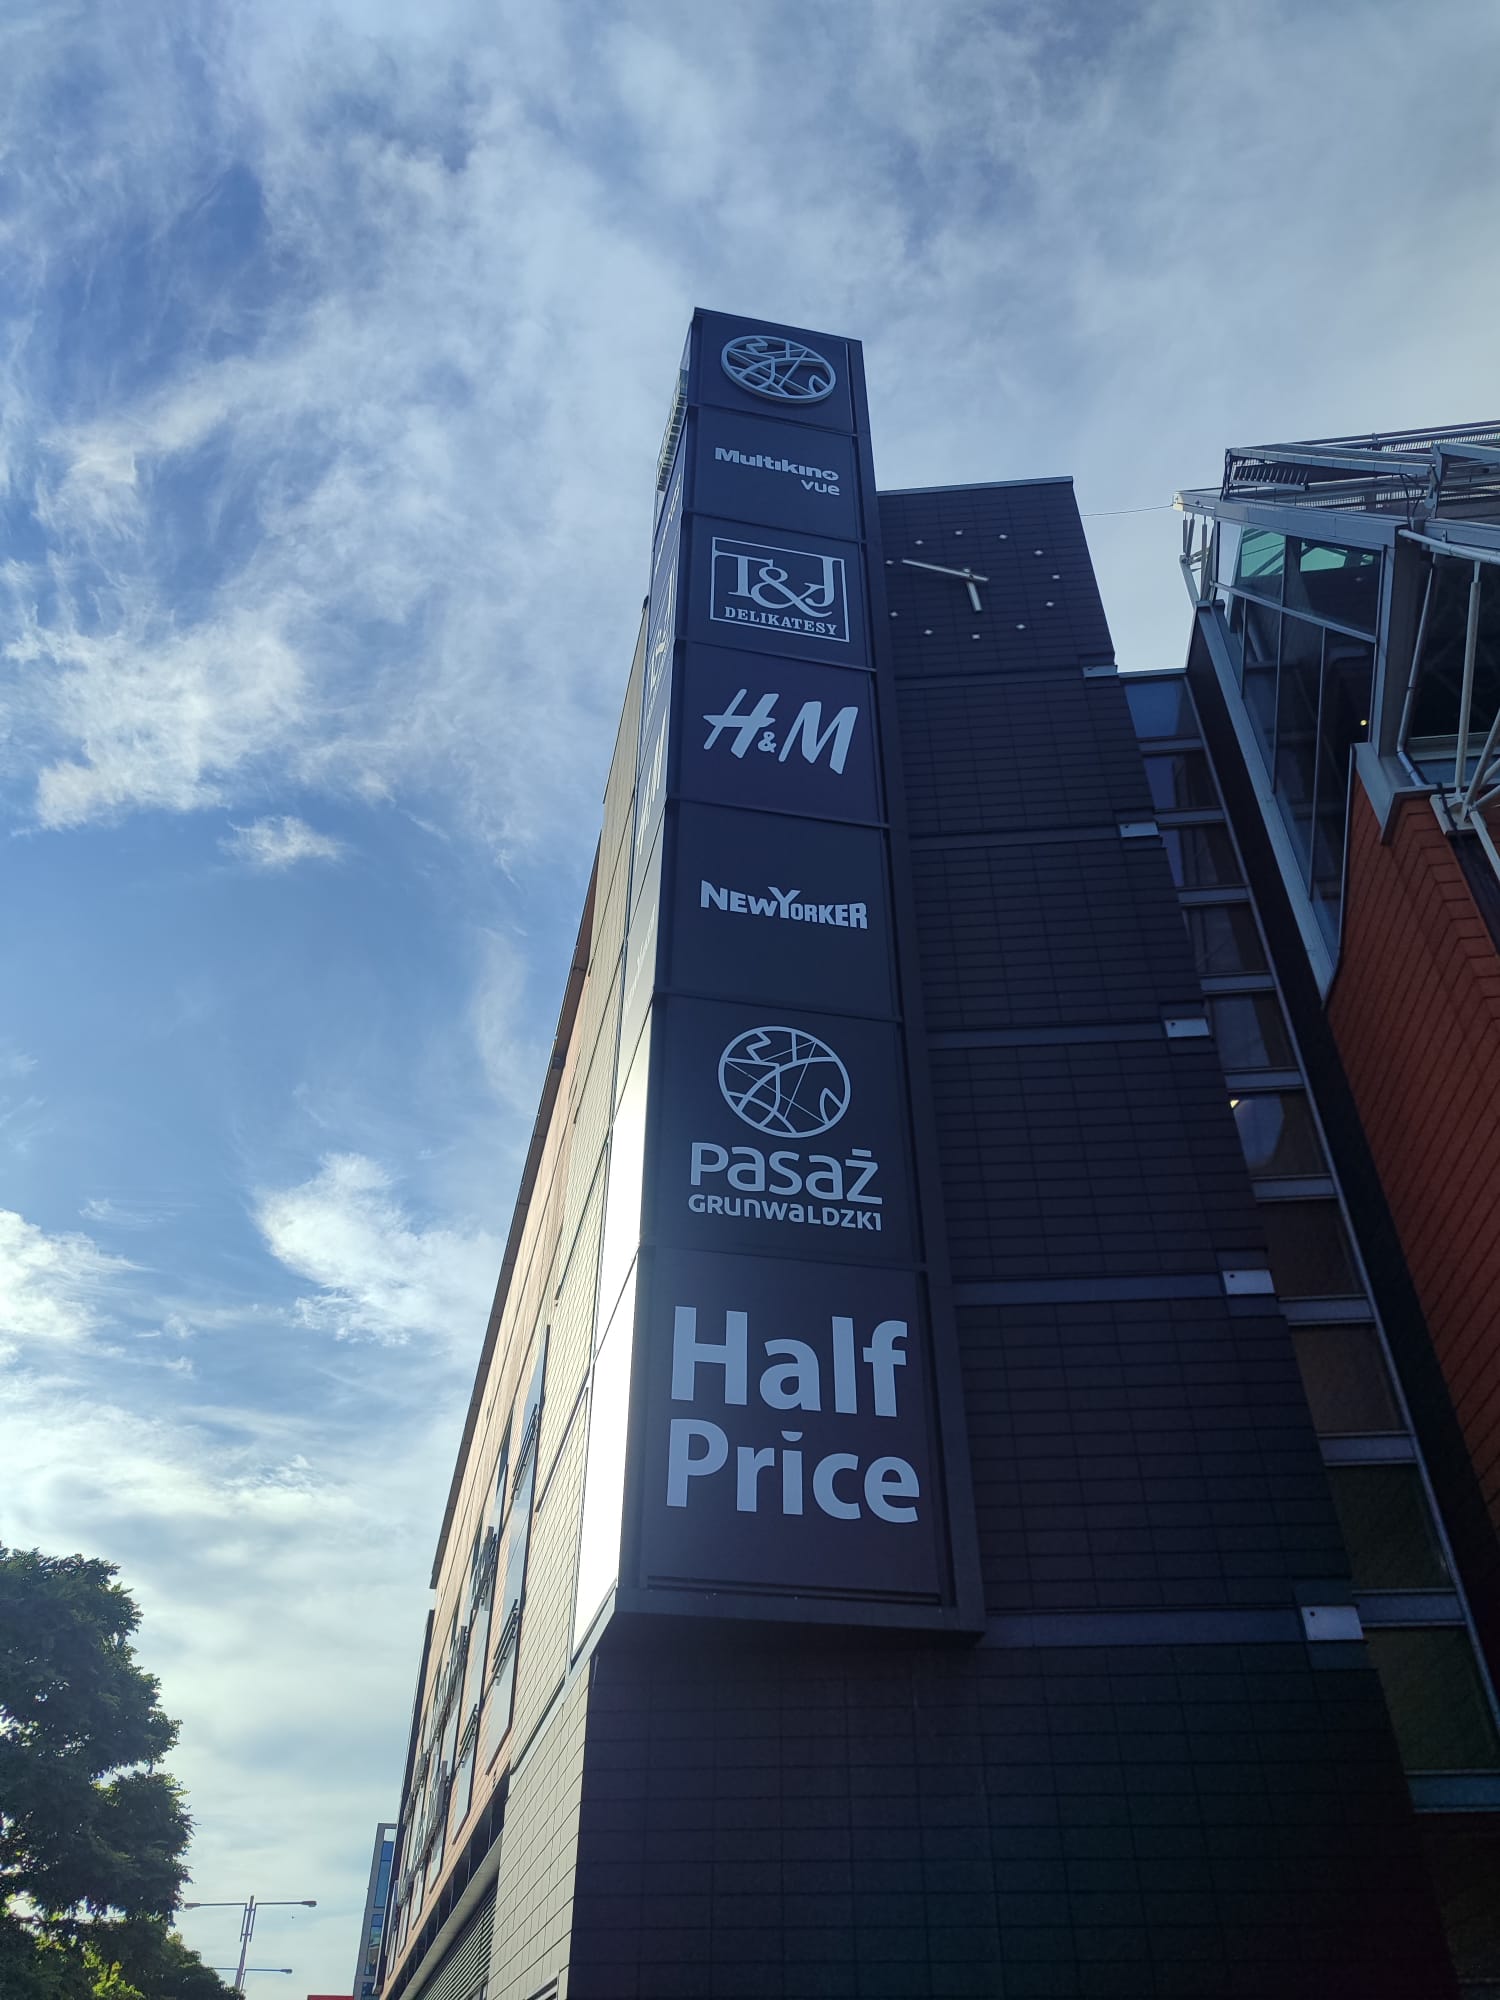 Multikino
vue
T&J
DELIKATESY
H&M
NEWYORKER
Pasaż
GRUNWALDZKI
Half
Price